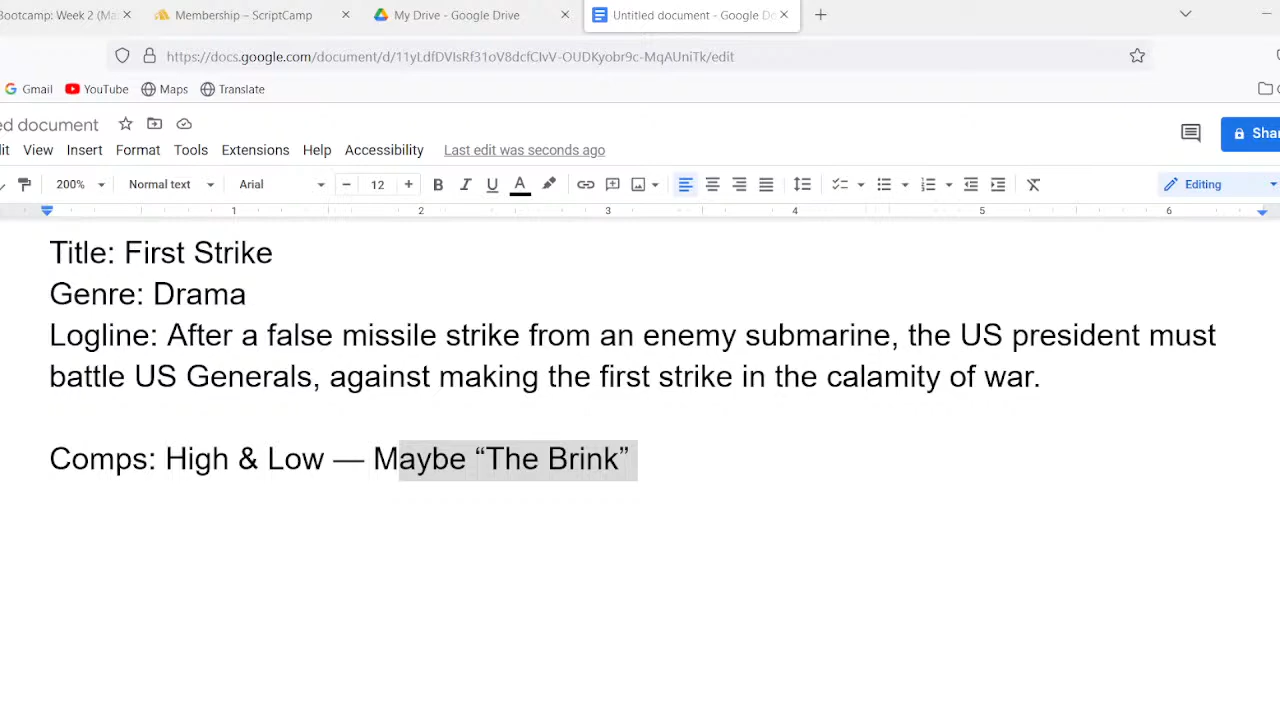 Bootcamp: Week 2 (Ma
Membership – ScriptCamp
My Drive - Google Drive
Untitled document - Google Do
https://docs.google.com/document/d/11yLdfDVIsRf31oV8dcfCIvV-OUDKyobr9c-MqAUniTk/edit
Gmail YouTube Maps Translate
ed document
it View Insert Format Tools Extensions Help Accessibility Last edit was seconds ago
Shar
200% Normal text Arial 12 Editing
1 2 3 4 5 6
Title: First Strike
Genre: Drama
Logline: After a false missile strike from an enemy submarine, the US president must
battle US Generals, against making the first strike in the calamity of war.
Comps: High & Low — Maybe “The Brink”